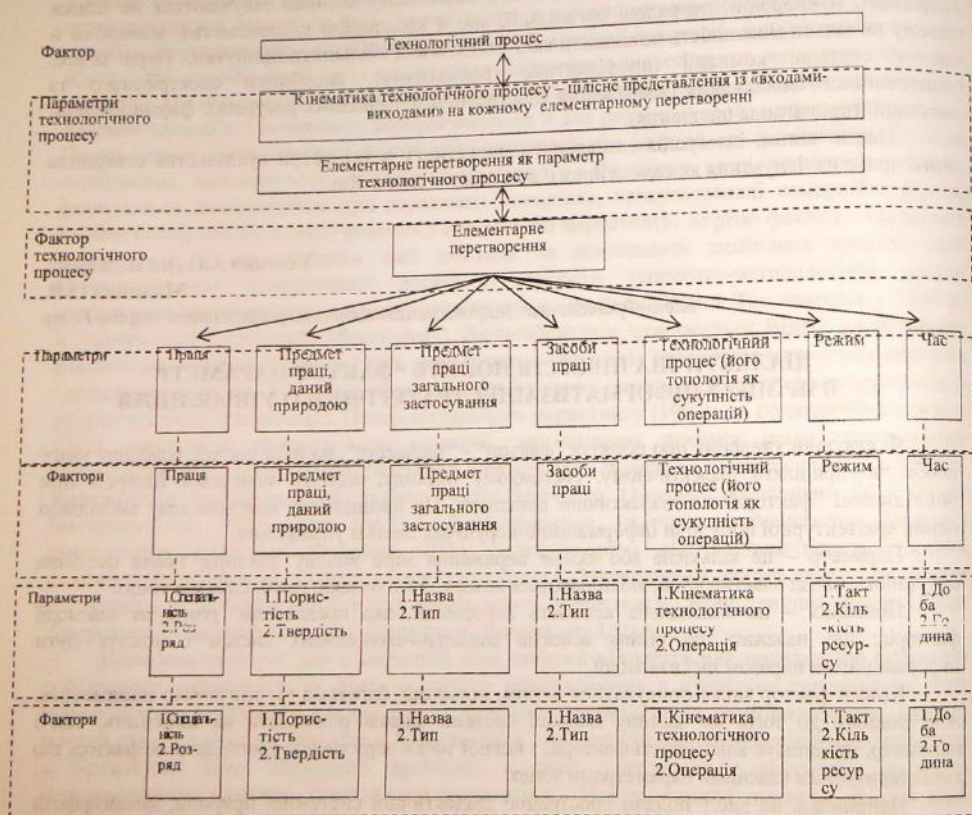 Фактор
Технологічний процес
Параметри
технологічного
процесу
"Кінематика технологічного процесу – цілісне представлення із «входами-
виходами» на кожному елементарному перетворенні
Елементарне перетворення як параметр
технологічного процесу
Фактор
технологічного
процесу
Елементарне
перетворення
Параметри
Праця
Предмет
праці,
даний
природою
Предмет
праці
загального
застосування
Засоби
праці
Технологічний
процес (його
топологія як
сукупність
операцій)
Режим
Час
Фактори
Праця
Предмет
праці,
даний
природою
Предмет
праці
загального
застосування
Засоби
праці
Технологічний
процес (його
топологія як
сукупність
операцій)
Режим
Час
Параметри
ність
2.Роз
ряд
1.Порис-
тість
2.Твердість
1.Назва
2.Тип
1.Назва
2.Тип
1.Кінематика
технологічного
процесу
2.Операція
1.Такт
2.Кіль
-кість
ресур-
су
1.До
ба
2.Го
дина
Фактори
ність
2.Роз-
ряд
1.Порис-
тість
2.Твердість
1.Назва
2.Тип
1.Назва
2.Тип
1.Кінематика
технологічного
процесу
2.Операція
1.Такт
2.Кіль
кість
ресур
су
1.До
ба
2.Го
дина